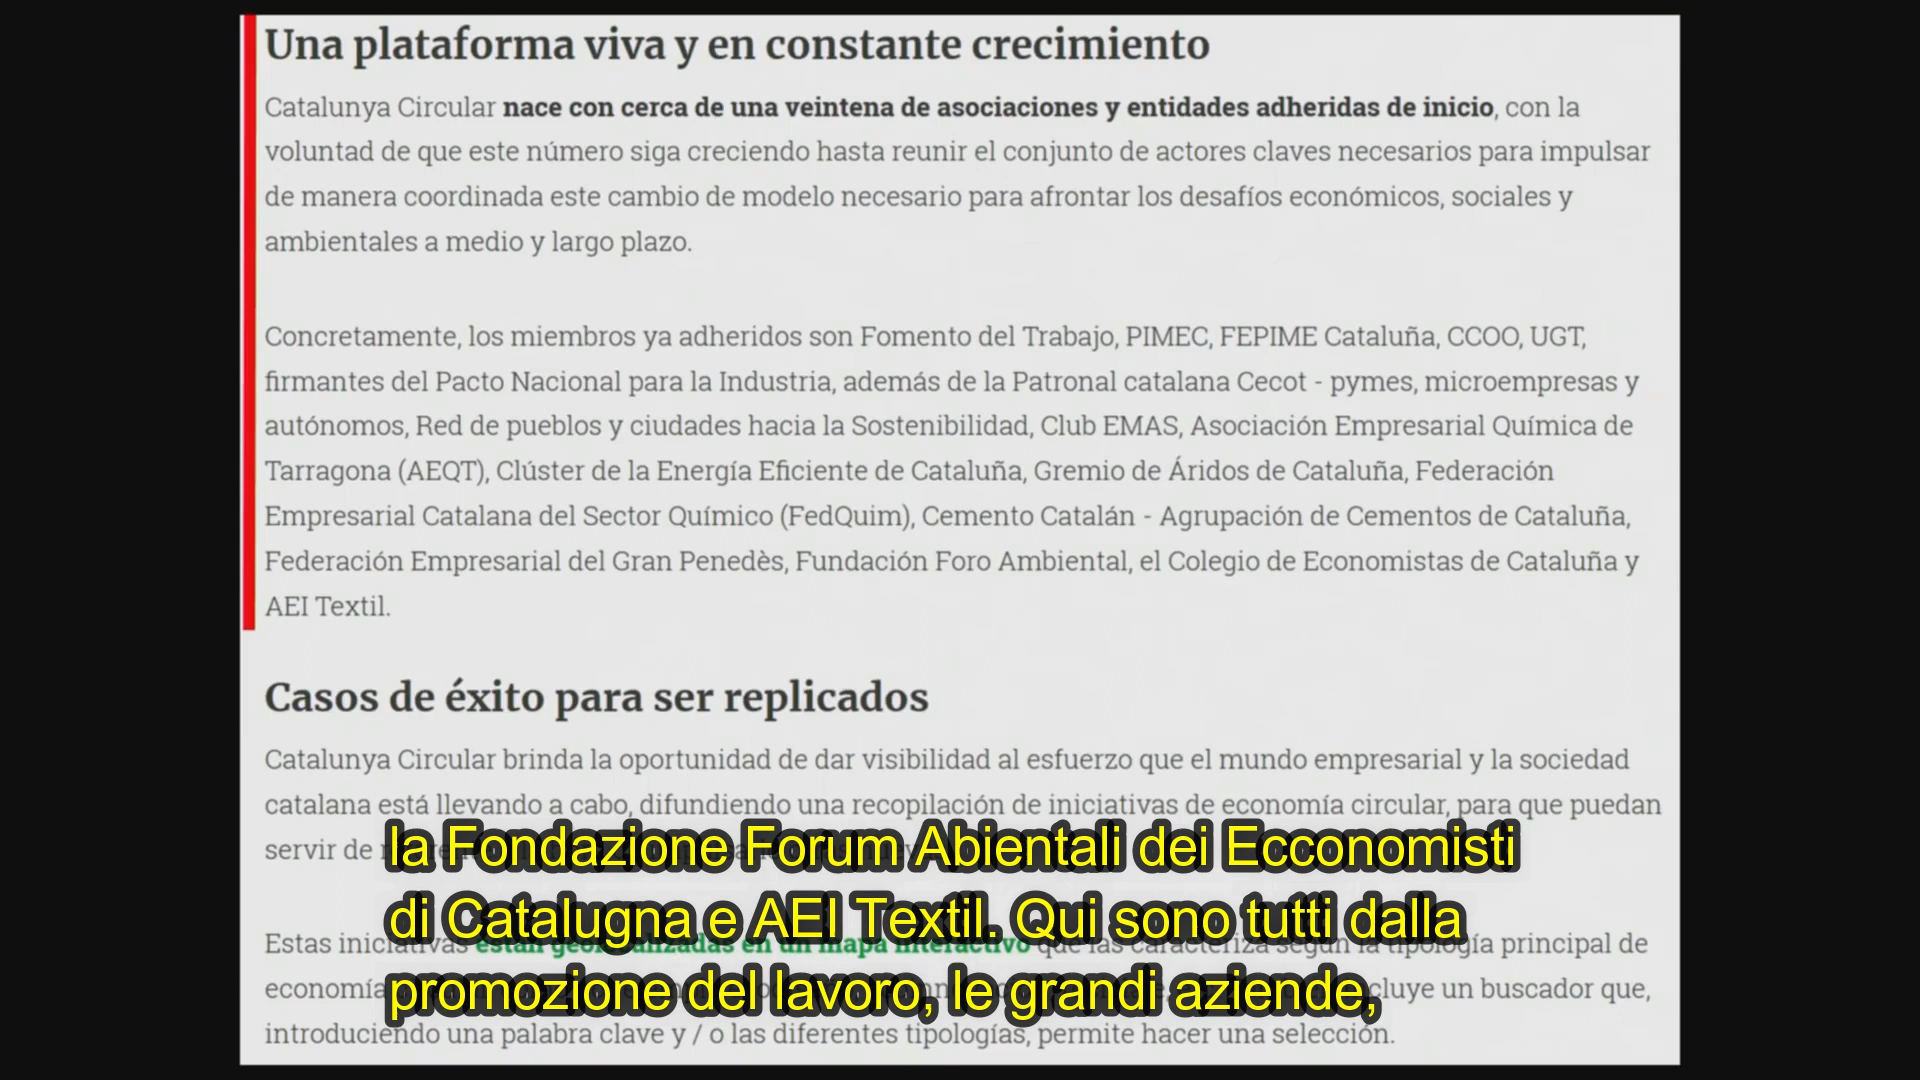 Una plataforma viva y en constante crecimiento
Catalunya Circular nace con cerca de una veintena de asociaciones y entidades adheridas de inicio, con la
voluntad de que este número siga creciendo hasta reunir el conjunto de actores claves necesarios para impulsar
de manera coordinada este cambio de modelo necesario para afrontar los desafíos económicos, sociales y
ambientales a medio y largo plazo.
Concretamente, los miembros ya adheridos son Fomento del Trabajo, PIMEC, FEPIME Cataluña, CCOO, UGT,
firmantes del Pacto Nacional para la Industria, además de la Patronal catalana Cecot - pymes, microempresas y
autónomos, Red de pueblos y ciudades hacia la Sostenibilidad, Club EMAS, Asociación Empresarial Química de
Tarragona (AEQT), Clúster de la Energía Eficiente de Cataluña, Gremio de Áridos de Cataluña, Federación
Empresarial Catalana del Sector Químico (FedQuim), Cemento Catalán - Agrupación de Cementos de Cataluña,
Federación Empresarial del Gran Penedès, Fundación Foro Ambiental, el Colegio de Economistas de Cataluña y
AEI Textil.
Casos de éxito para ser replicados
Catalunya Circular brinda la oportunidad de dar visibilidad al esfuerzo que el mundo empresarial y la sociedad
catalana está llevando a cabo, difundiendo una recopilación de iniciativas de economía circular, para que puedan
servir de
la Fondazione Forum Abientali dei Ecconomisti
di Catalugna e AEI Textil. Qui sono tutti dalla
Estas iniciativas están geolocalizadas en un mapa interactivo que las caracteriza según la tipología principal de
promozione del lavoro, le grandi aziende,
economía un buscador que,
introduciendo una palabra clave y / o las diferentes tipologías, permite hacer una selección.